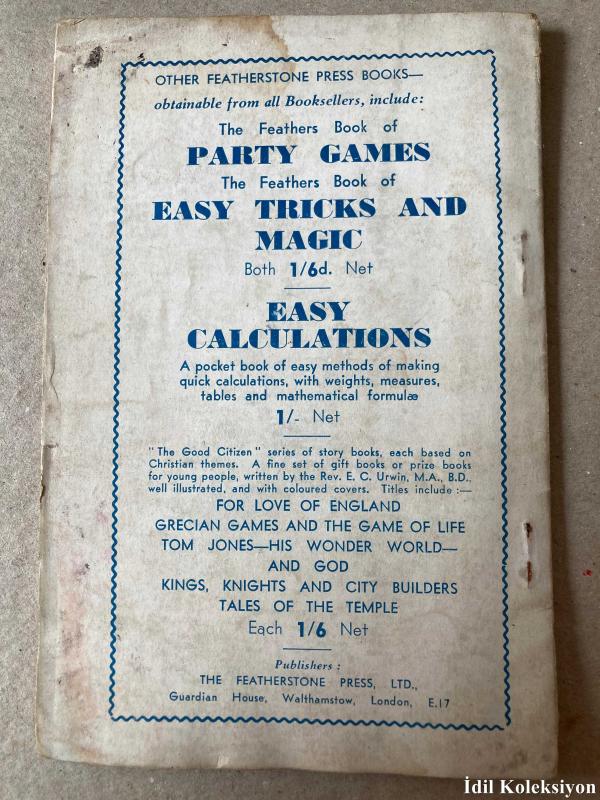 OTHER FEATHERSTONE PRESS BOOKS—
obtainable from all Booksellers, include:
The Feathers Book of
PARTY GAMES
The Feathers Book of
EASY TRICKS AND
MAGIC
Both 1/6d. Net
EASY
CALCULATIONS
A pocket book of easy methods of making
quick calculations, with weights, measures,
tables and mathematical formulæ
1/- Net
"The Good Citizen" series of story books, each based on
Christian themes. A fine set of gift books or prize books
for young people, written by the Rev. E. C. Urwin, M.A., B.D.,
well illustrated, and with coloured covers. Titles include :—
FOR LOVE OF ENGLAND
GRECIAN GAMES AND THE GAME OF LIFE
TOM JONES—HIS WONDER WORLD—
AND GOD
KINGS, KNIGHTS AND CITY BUILDERS
TALES OF THE TEMPLE
Each 1/6 Net
Publishers :
THE FEATHERSTONE PRESS, LTD.,
Guardian House, Walthamstow, London, E.17
İdil Koleksiyon